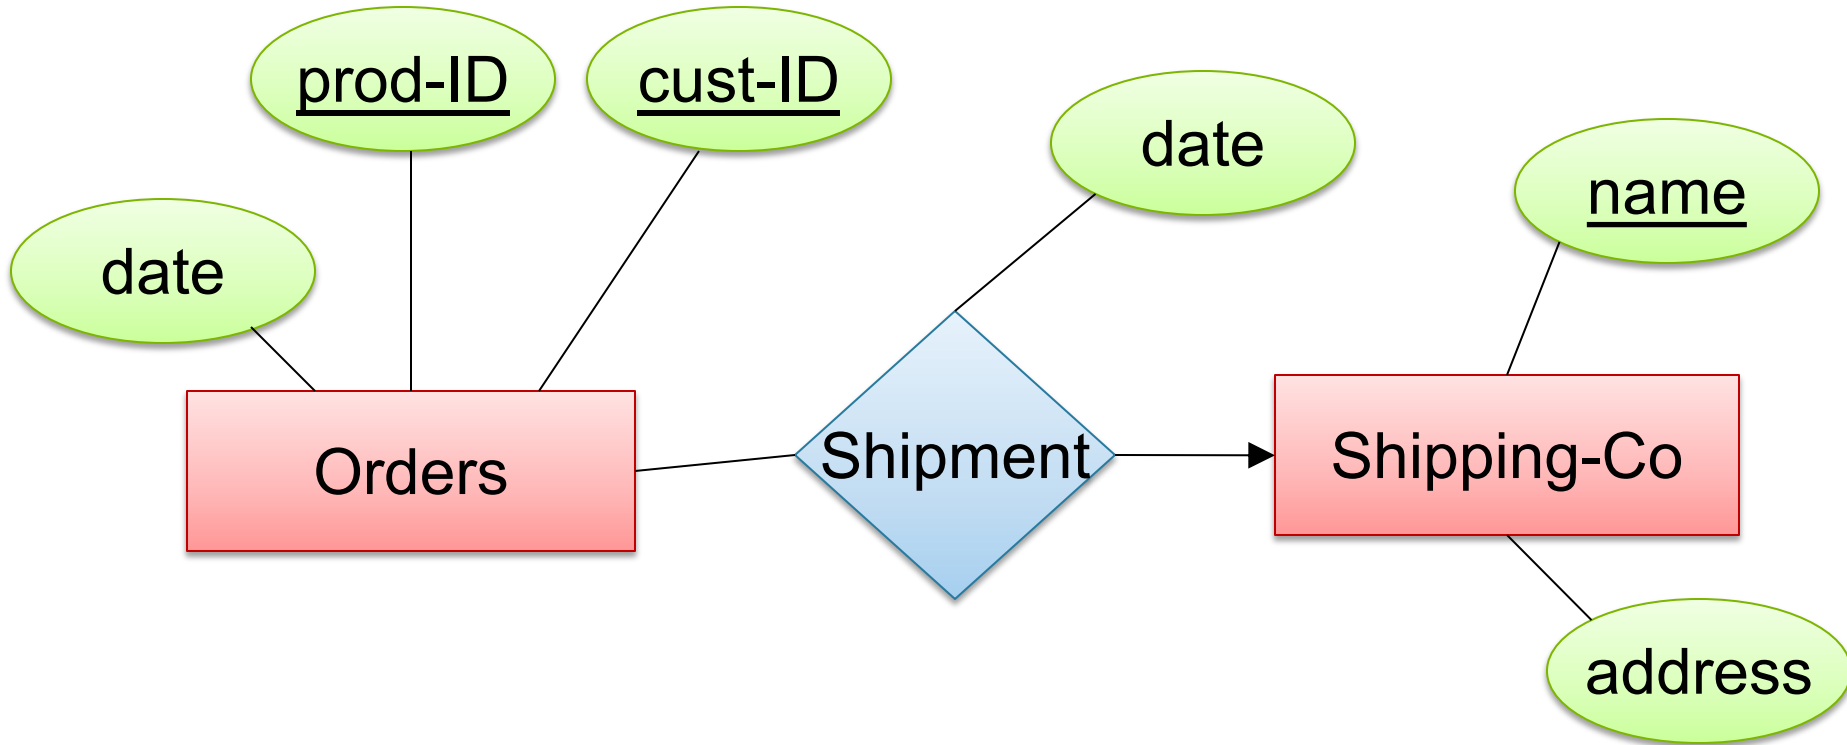 prod-ID
cust-ID
date
name
date
Orders
Shipment
Shipping-Co
address